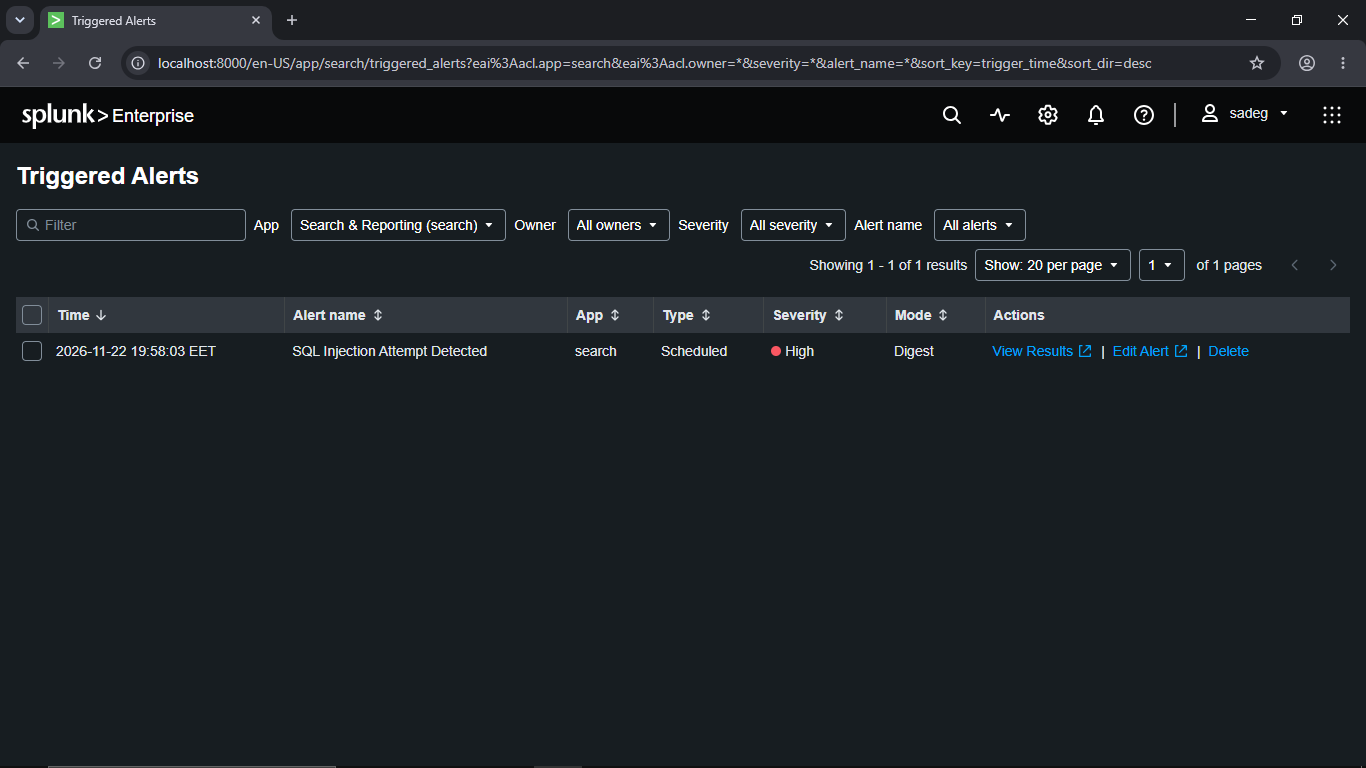 Triggered Alerts
localhost:8000/en-US/app/search/triggered_alerts?eai%3Aacl.app=search&eai%3Aacl.owner=*&severity=*&alert_name=*&sort_key=trigger_time&sort_dir=desc
splunk> Enterprise sadeg
Triggered Alerts
Filter App Search & Reporting (search) Owner All owners Severity All severity Alert name All alerts
Showing 1 - 1 of 1 results Show: 20 per page 1 of 1 pages
Time Alert name App Type Severity Mode Actions
2026-11-22 19:58:03 EET SQL Injection Attempt Detected search Scheduled High Digest View Results | Edit Alert | Delete